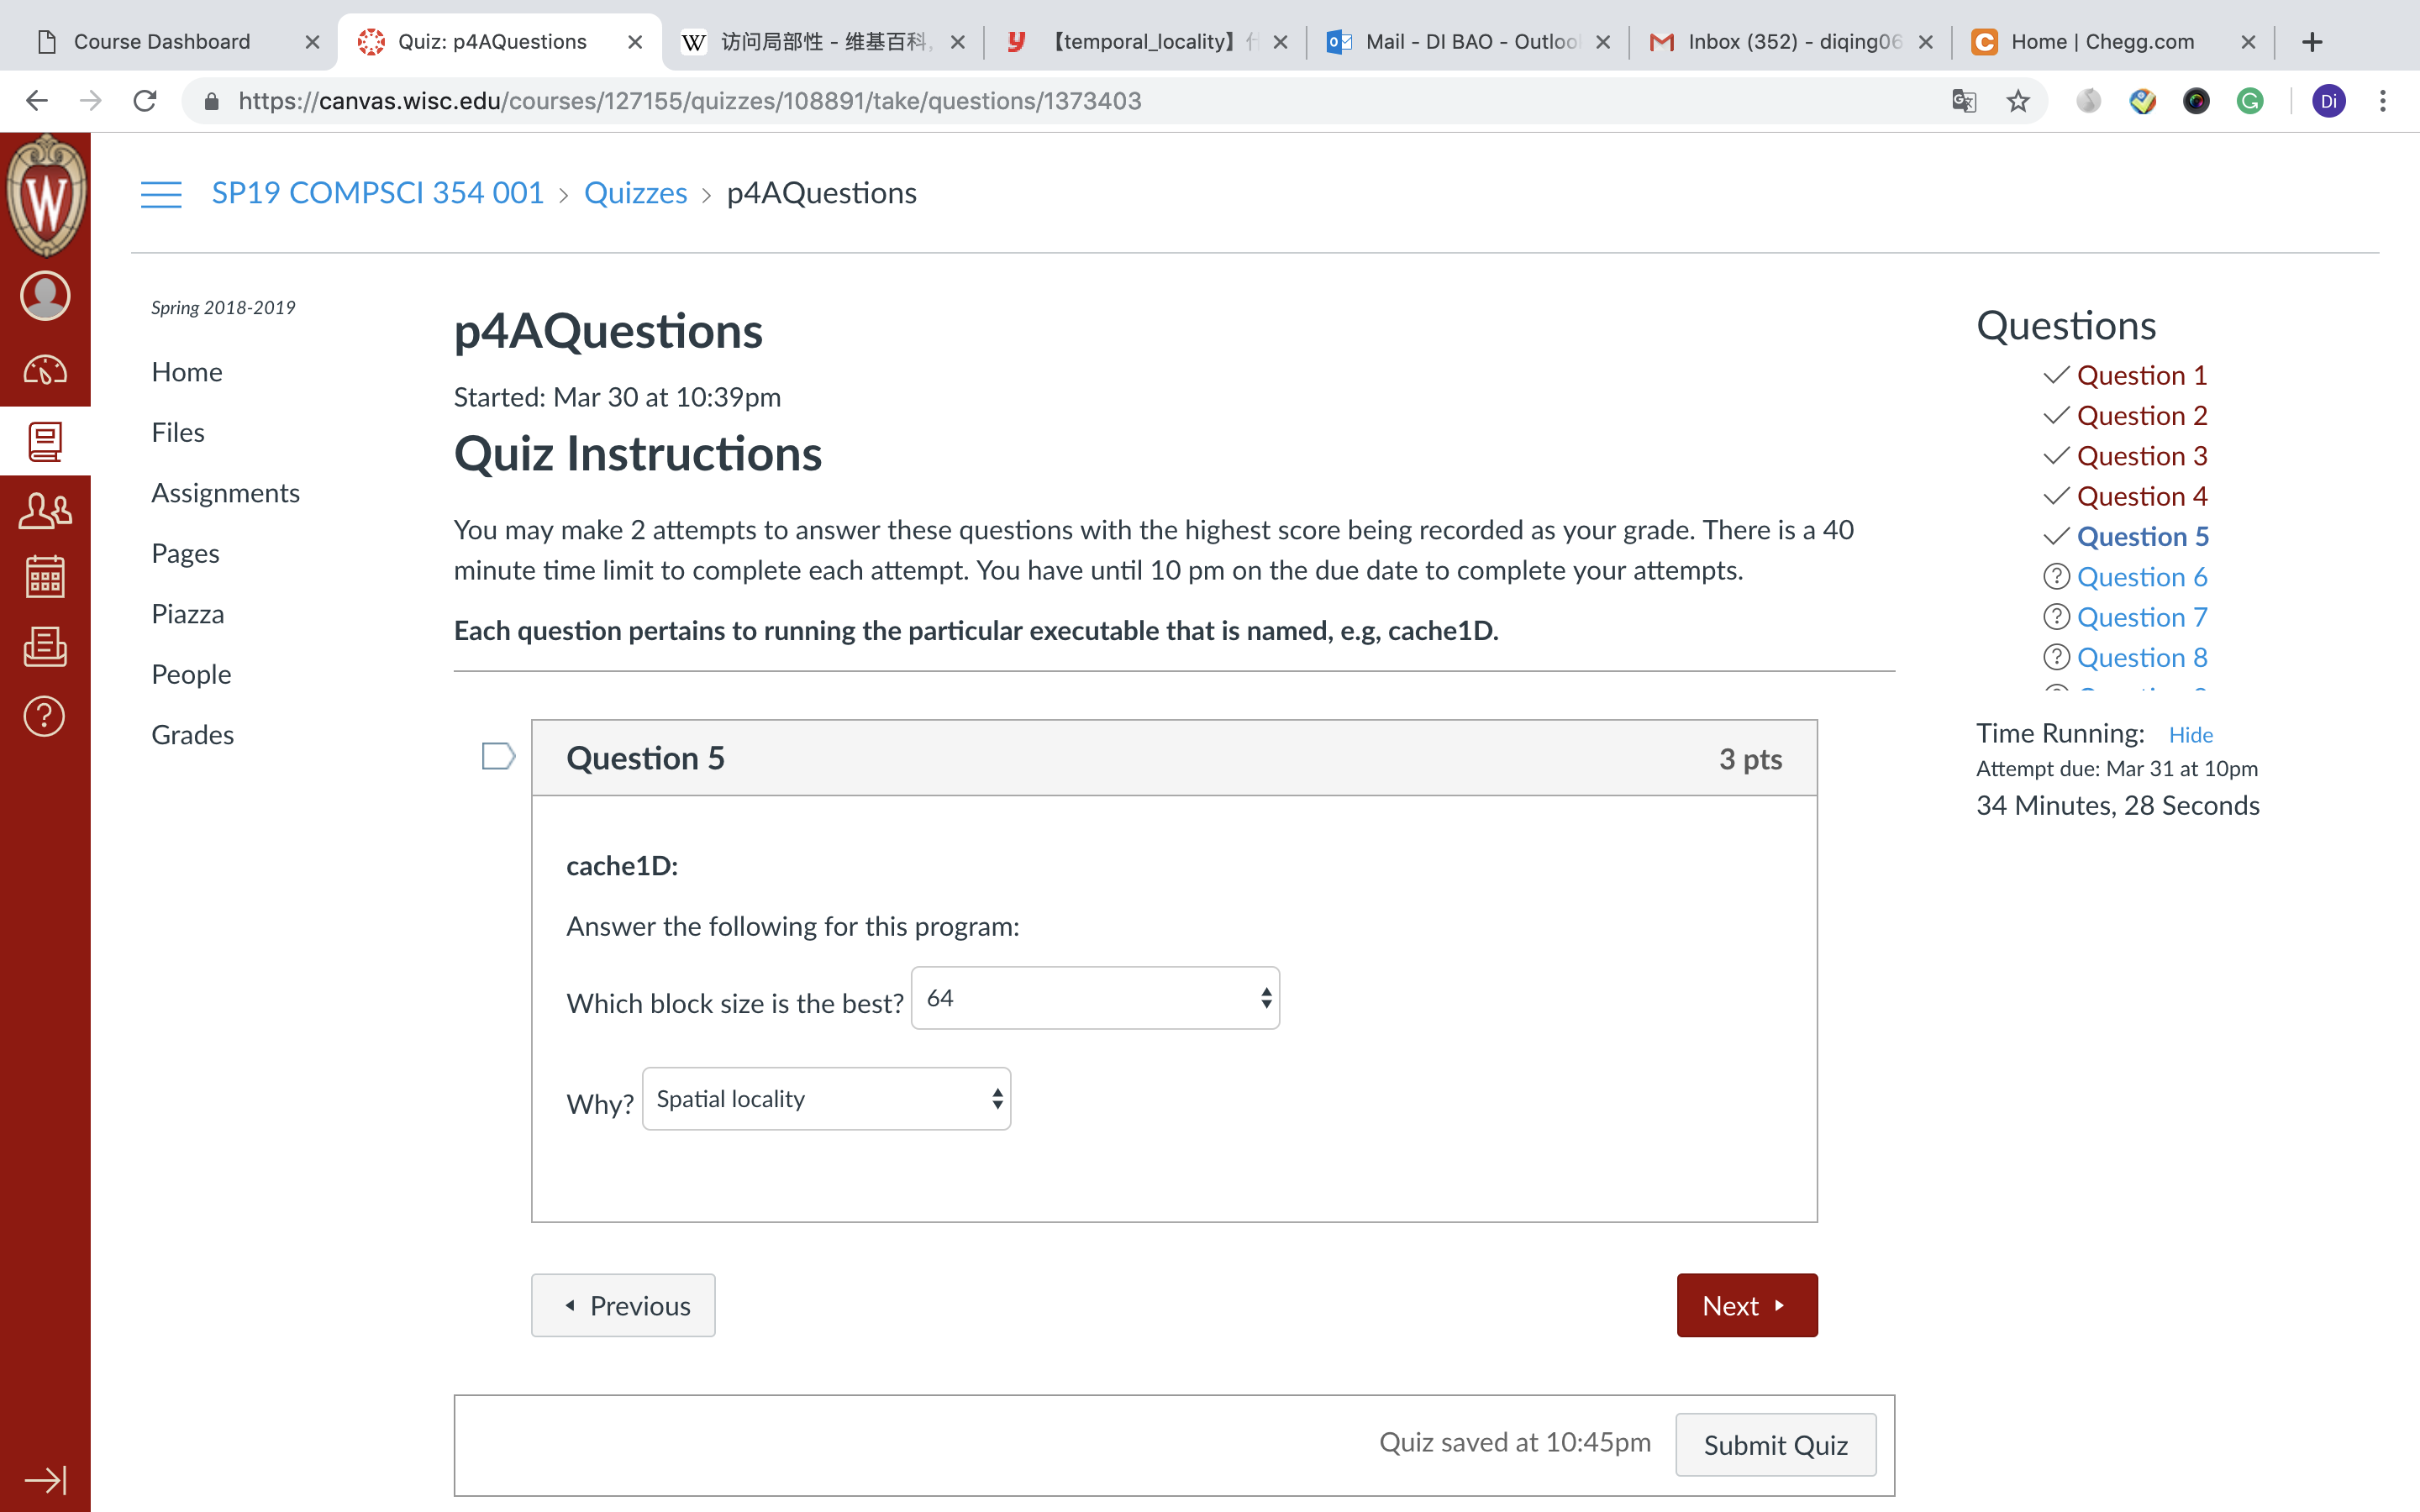 Course Dashboard
Quiz: p4AQuestions
W 访问局部性 - 维基百科,
y 【temporal_locality】
Mail - DI BAO - Outloo
Inbox (352) - diqing06
C Home | Chegg.com
https://canvas.wisc.edu/courses/127155/quizzes/108891/take/questions/1373403
G
Di
W
SP19 COMPSCI 354 001 > Quizzes > p4AQuestions
Spring 2018-2019
Home
Files
Assignments
Pages
Piazza
People
Grades
p4AQuestions
Started: Mar 30 at 10:39pm
Quiz Instructions
You may make 2 attempts to answer these questions with the highest score being recorded as your grade. There is a 40
minute time limit to complete each attempt. You have until 10 pm on the due date to complete your attempts.
Each question pertains to running the particular executable that is named, e.g, cache1D.
Question 5
3 pts
cache1D:
Answer the following for this program:
Which block size is the best? 64
Why? Spatial locality
Previous
Next
Quiz saved at 10:45pm
Submit Quiz
Questions
Question 1
Question 2
Question 3
Question 4
Question 5
Question 6
Question 7
Question 8
Time Running: Hide
Attempt due: Mar 31 at 10pm
34 Minutes, 28 Seconds